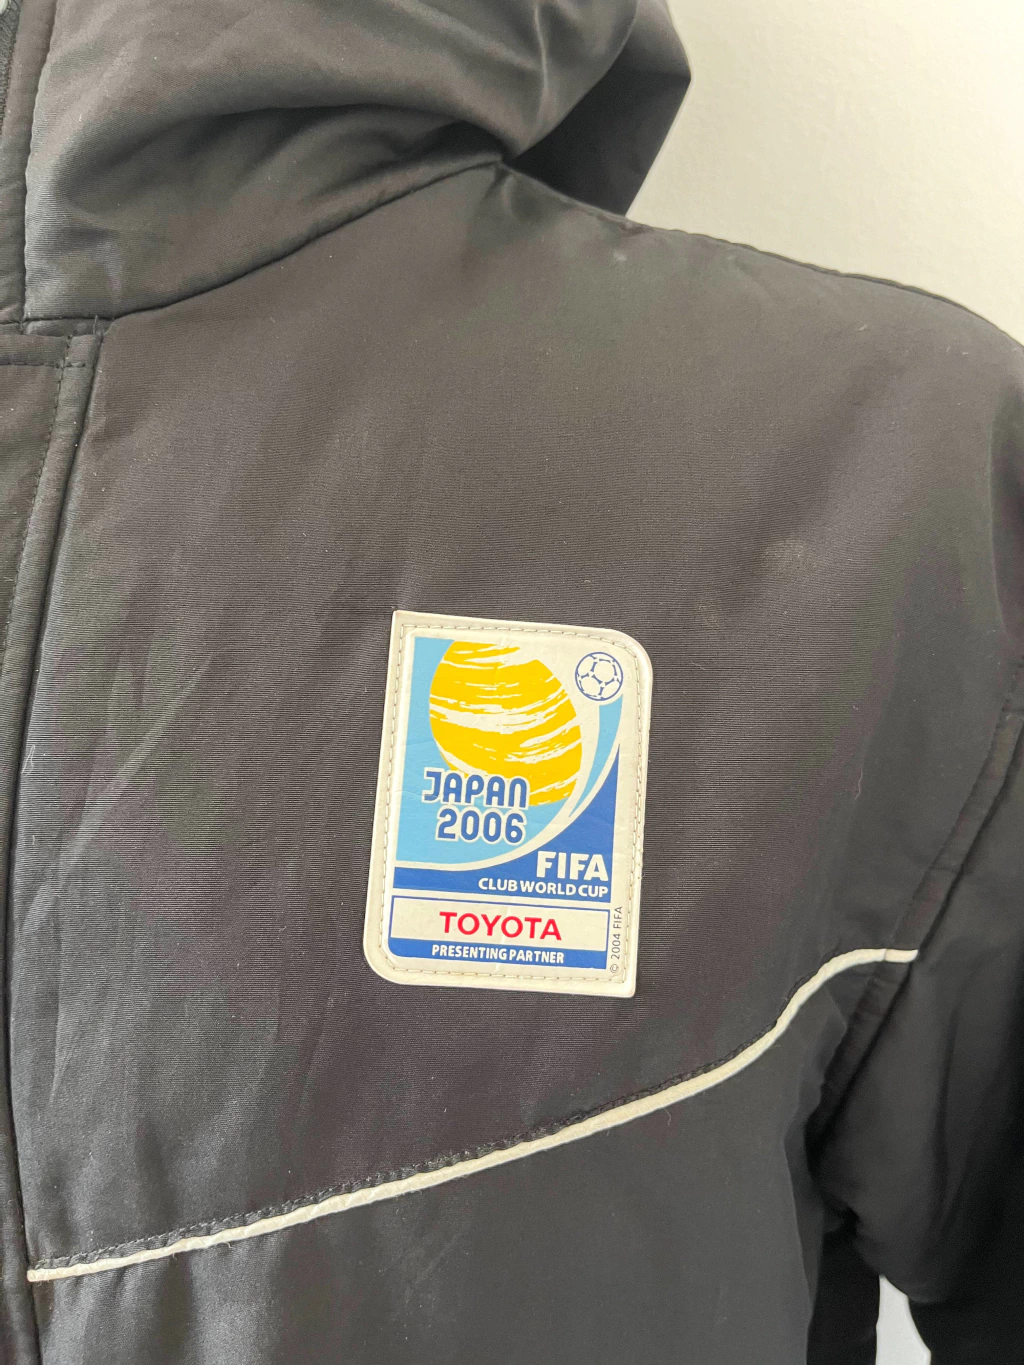 JAPAN
2006
FIFA
CLUB WORLD CUP
TOYOTA
PRESENTING PARTNER
© 2004 FIFA